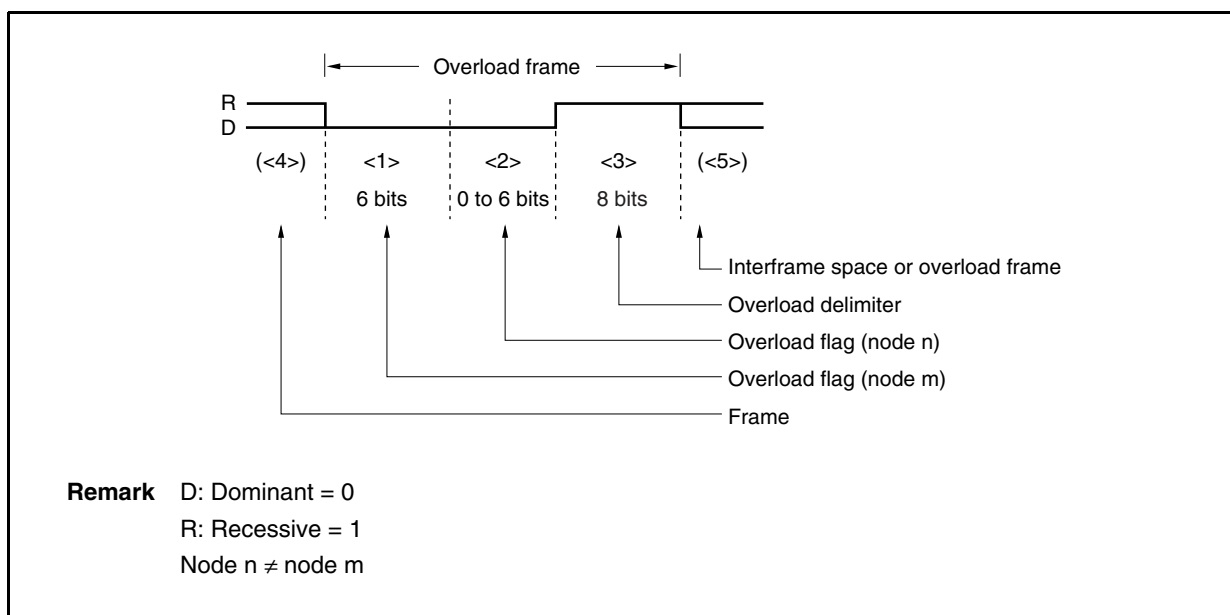 Overload frame
R
D
(<4>) <1> <2> <3> (<5>)
6 bits 0 to 6 bits 8 bits
Interframe space or overload frame
Overload delimiter
Overload flag (node n)
Overload flag (node m)
Frame
Remark D: Dominant = 0
R: Recessive = 1
Node n ≠ node m